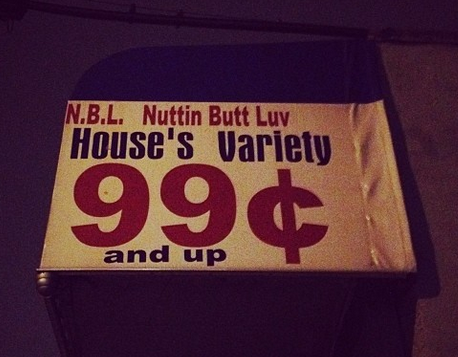 N.B.L. Nuttin Butt Luv
House's Variety
99¢
and up